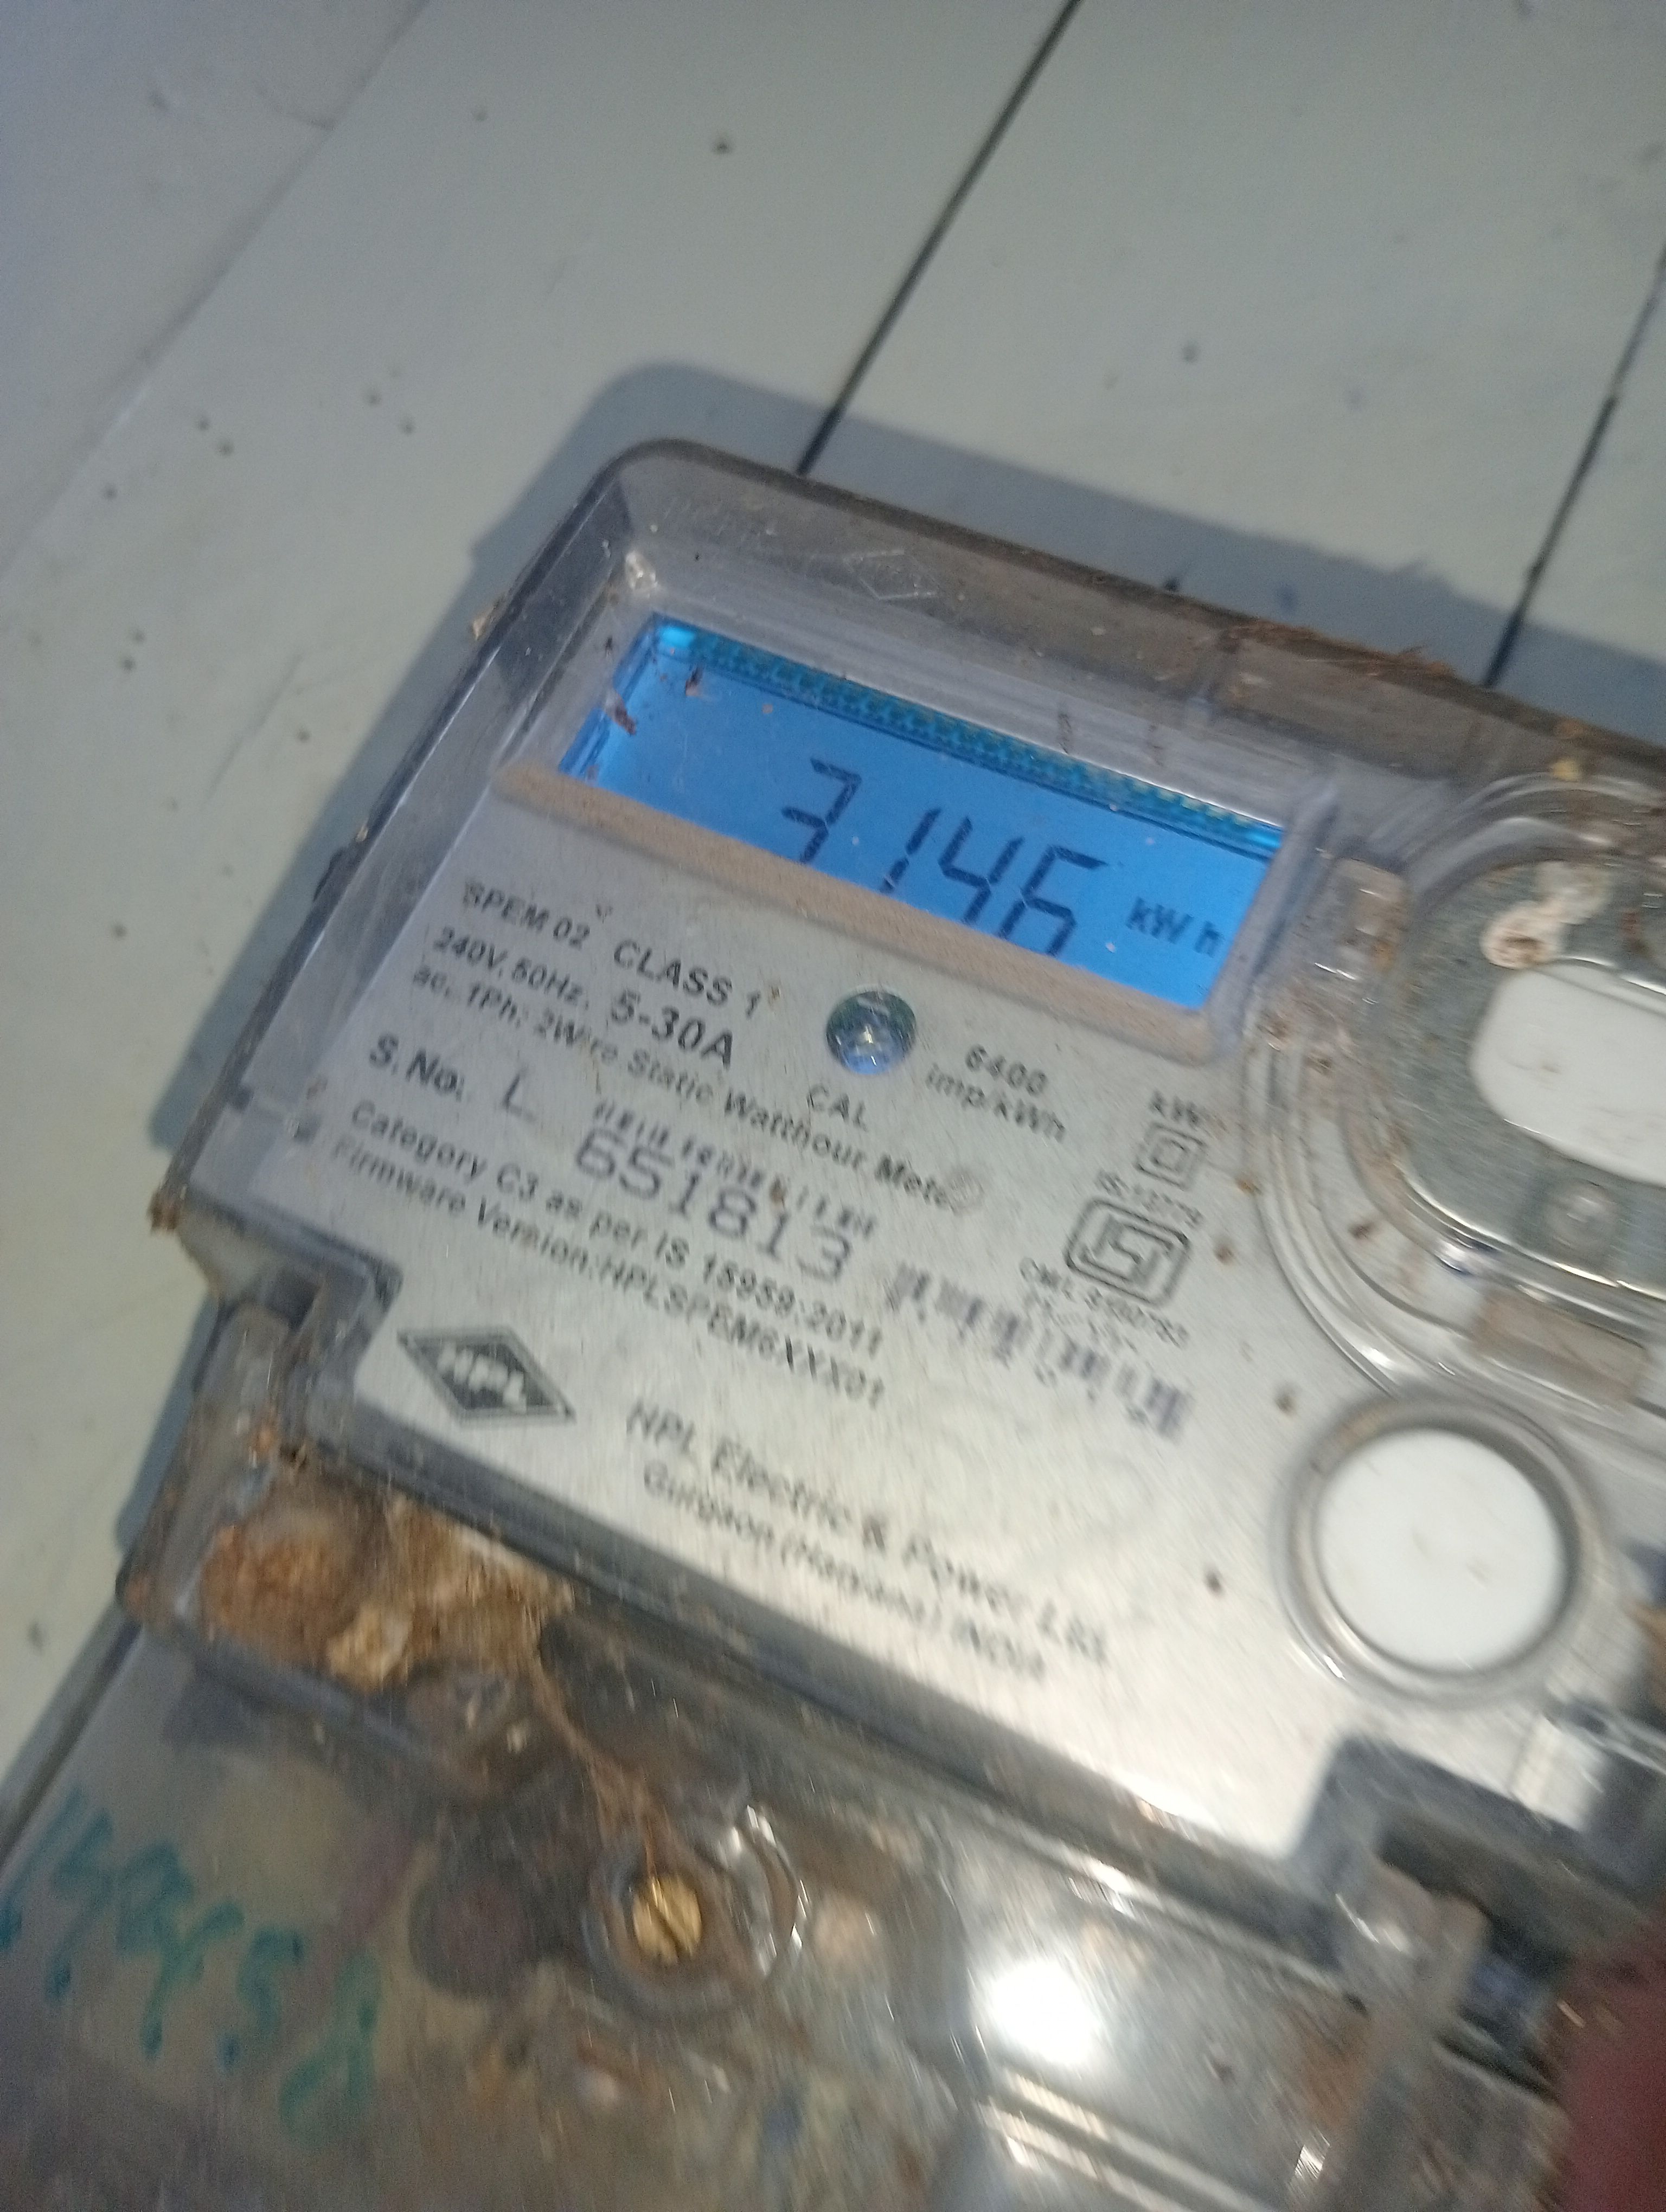 3146 kWh
SPEM 02 CLASS 1
240V, 50Hz, 5-30A
ac, 1Ph, 2Wire Static Watthour Meter
CAL
6400
imp/kWh
S. No: L 651813
Category C3 as per IS 15959:2011
Firmware Version:HPLSPEM6XXX01
HPL
HPL Electric & Power Ltd.
Gurgaon (Haryana) INDIA